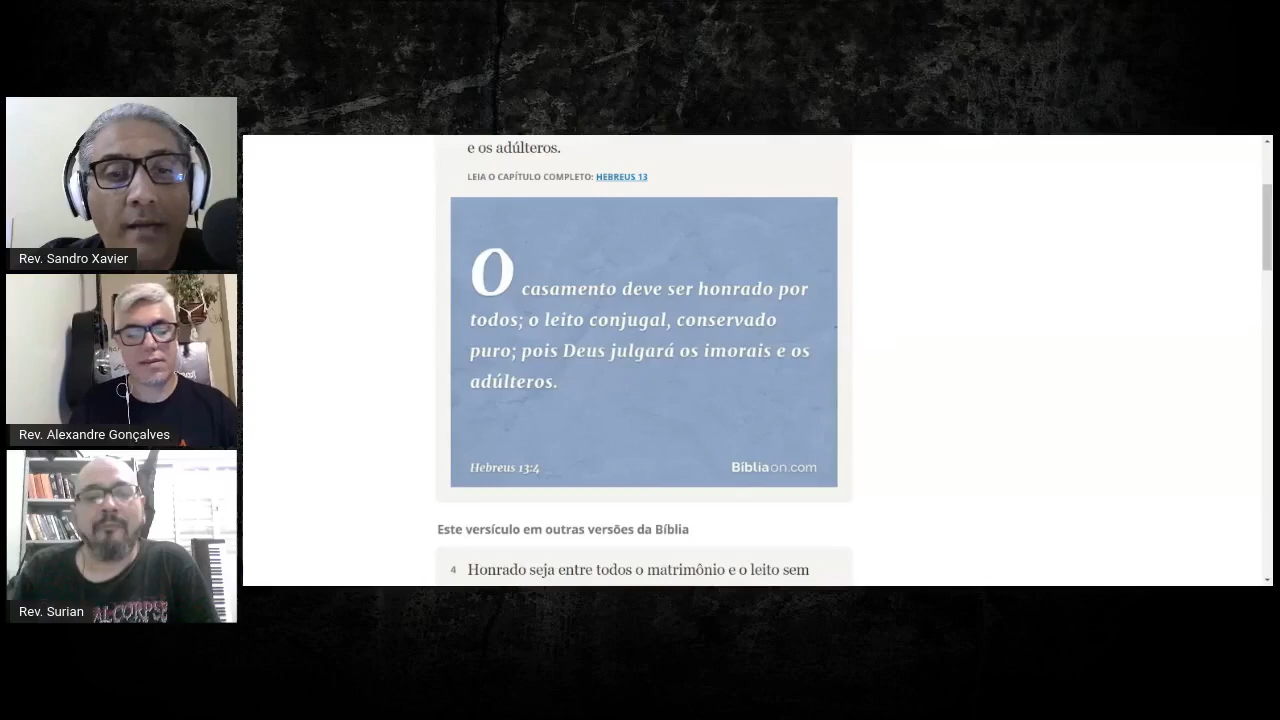 Rev. Sandro Xavier
Rev. Alexandre Gonçalves
Rev. Surian
e os adúlteros.
LEIA O CAPÍTULO COMPLETO: HEBREUS 13
O casamento deve ser honrado por
todos; o leito conjugal, conservado
puro; pois Deus julgará os imorais e os
adúlteros.
Hebreus 13:4
Bíbliaon.com
Este versículo em outras versões da Bíblia
4 Honrado seja entre todos o matrimônio e o leito sem